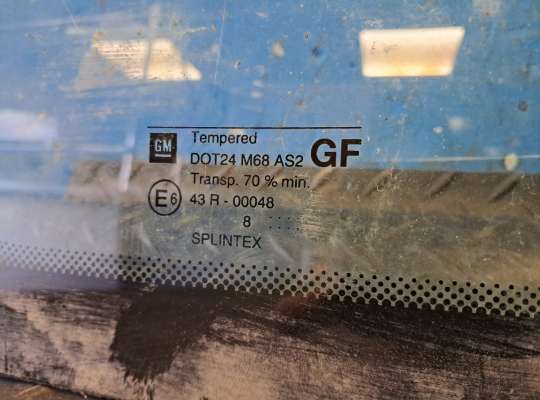 GM Tempered
DOT24 M68 AS2 GF
Transp. 70 % min.
E6 43 R - 00048
8
SPLINTEX